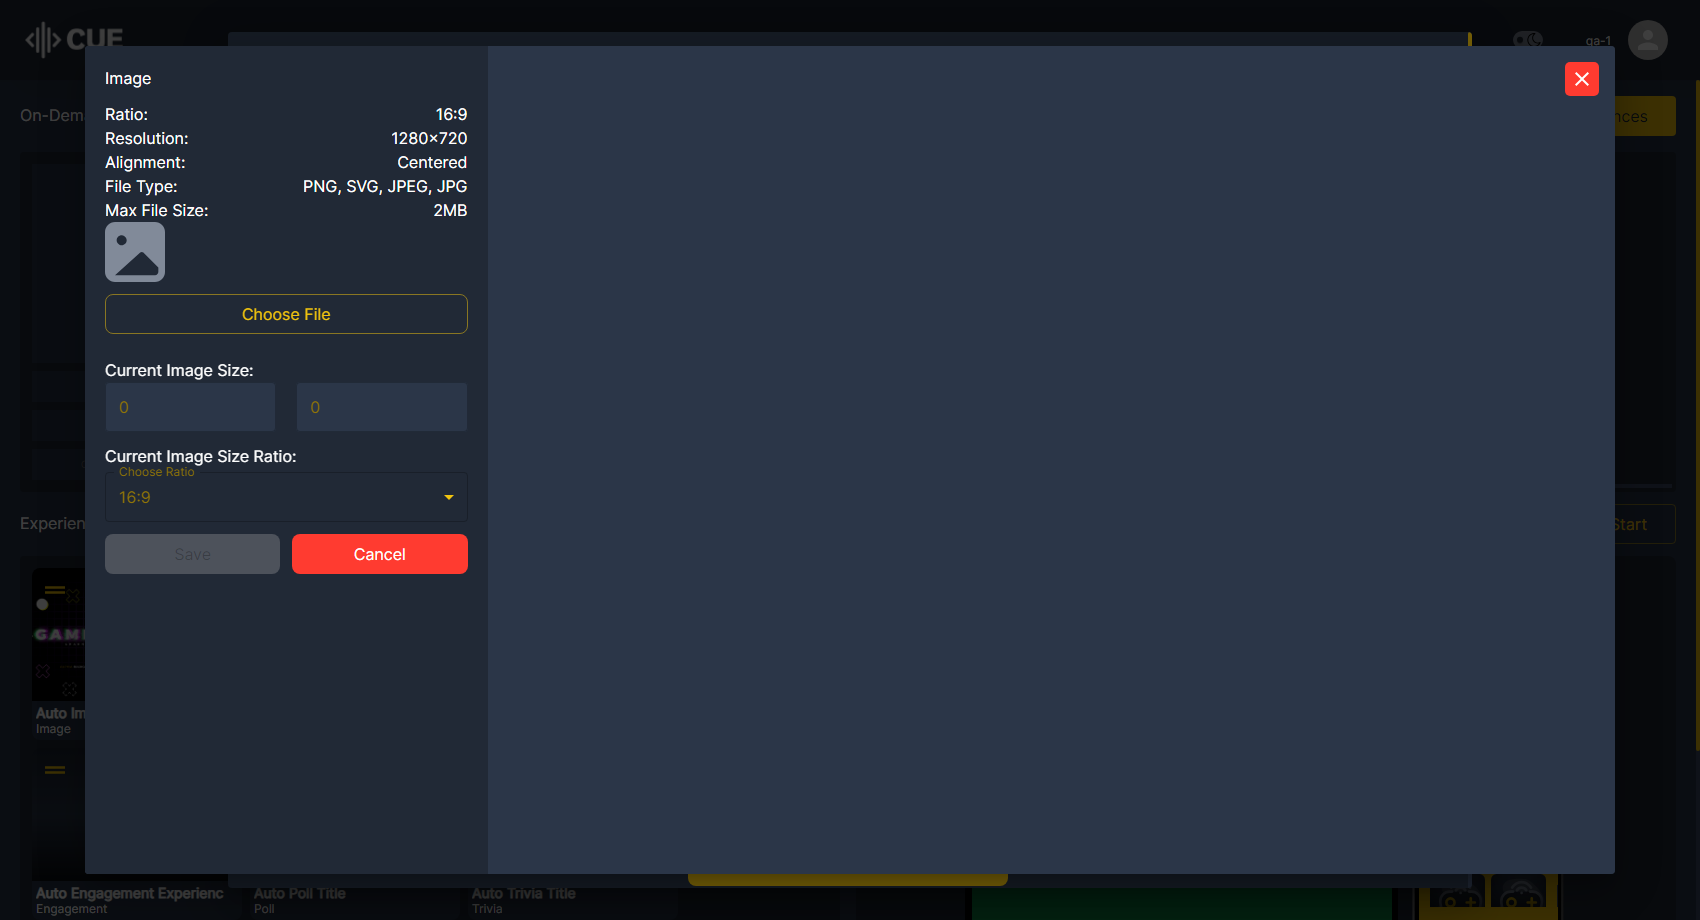 CUE
qa-1
On-Dema
nces
Image
Ratio: 16:9
Resolution: 1280×720
Alignment: Centered
File Type: PNG, SVG, JPEG, JPG
Max File Size: 2MB
Choose File
Current Image Size:
0 0
Current Image Size Ratio:
Choose Ratio
16:9
Save Cancel
Experien
Start
GAM
Auto Im
Image
Auto Engagement Experienc
Engagement
Auto Poll Title
Poll
Auto Trivia Title
Trivia